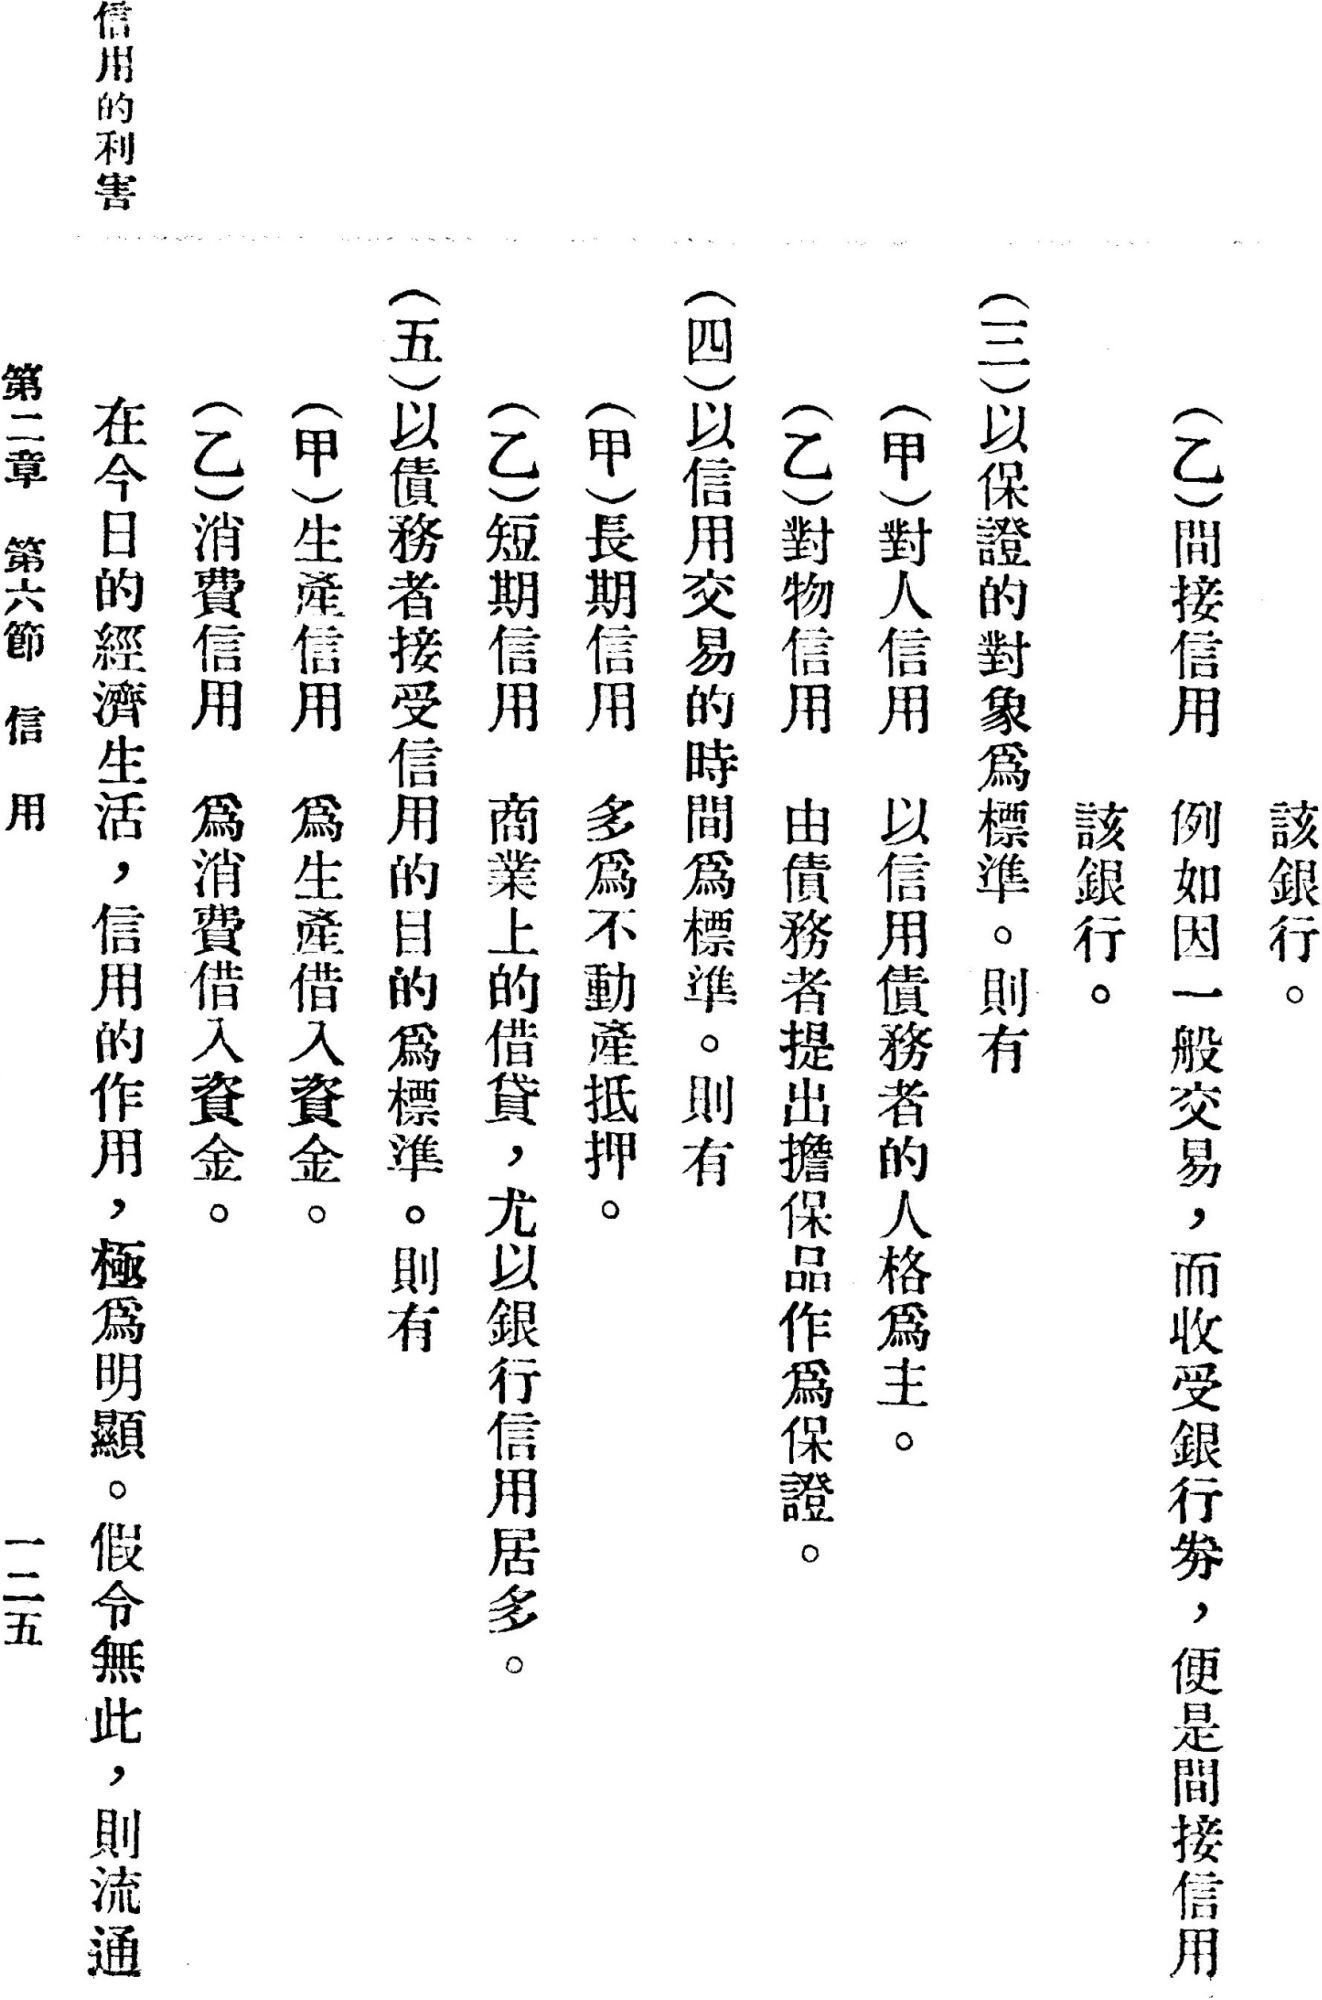 該銀行。
（乙）間接信用　例如因一般交易，而收受銀行券，便是間接信用
該銀行。
（三）以保證的對象爲標準。則有
（甲）對人信用　以信用債務者的人格爲主。
（乙）對物信用　由債務者提出擔保品作爲保證。
（四）以信用交易的時間爲標準。則有
（甲）長期信用　多爲不動產抵押。
（乙）短期信用　商業上的借貸，尤以銀行信用居多。
（五）以債務者接受信用的目的爲標準。則有
（甲）生產信用　爲生產借入資金。
（乙）消費信用　爲消費借入資金。
信用的利害
在今日的經濟生活，信用的作用，極爲明顯。假令無此，則流通
第二章　第六節　信　用　一二五